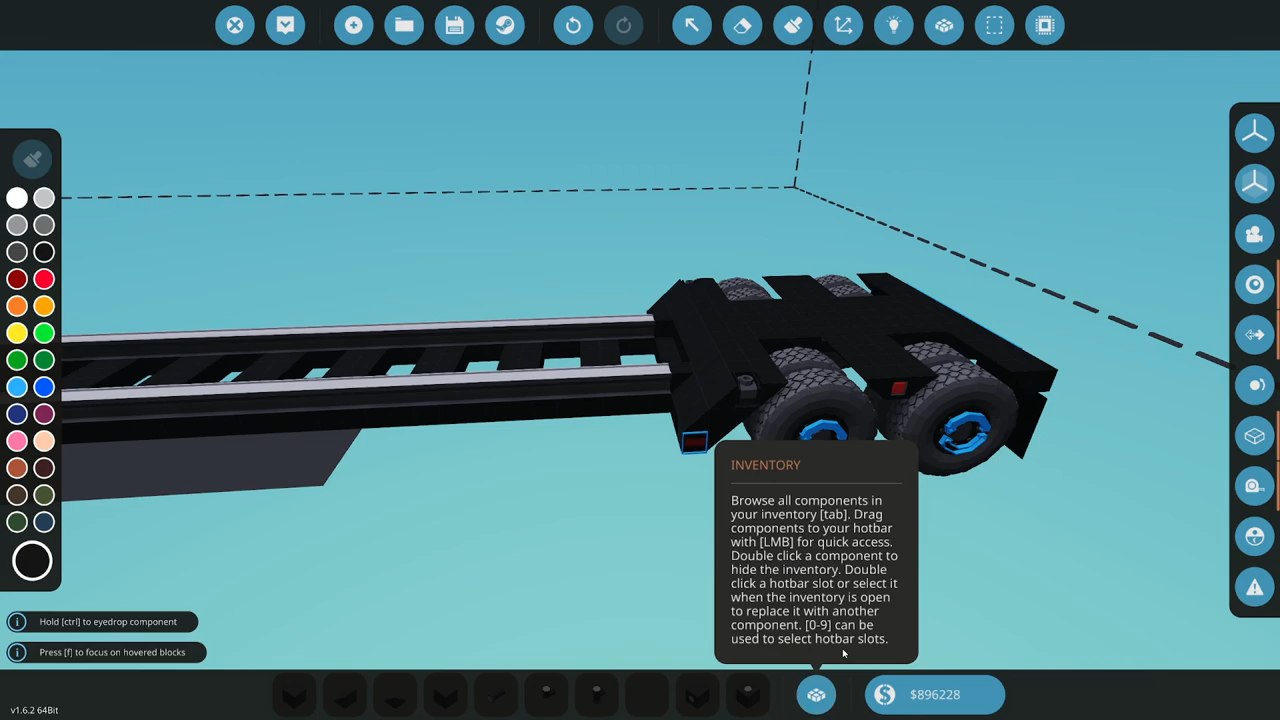 INVENTORY
Browse all components in
your inventory [tab]. Drag
components to your hotbar
with [LMB] for quick access.
Double click a component to
hide the inventory. Double
click a hotbar slot or select it
when the inventory is open
to replace it with another
component. [0-9] can be
used to select hotbar slots.
Hold [ctrl] to eyedrop component
Press [f] to focus on hovered blocks
$896228
v1.6.2 64Bit